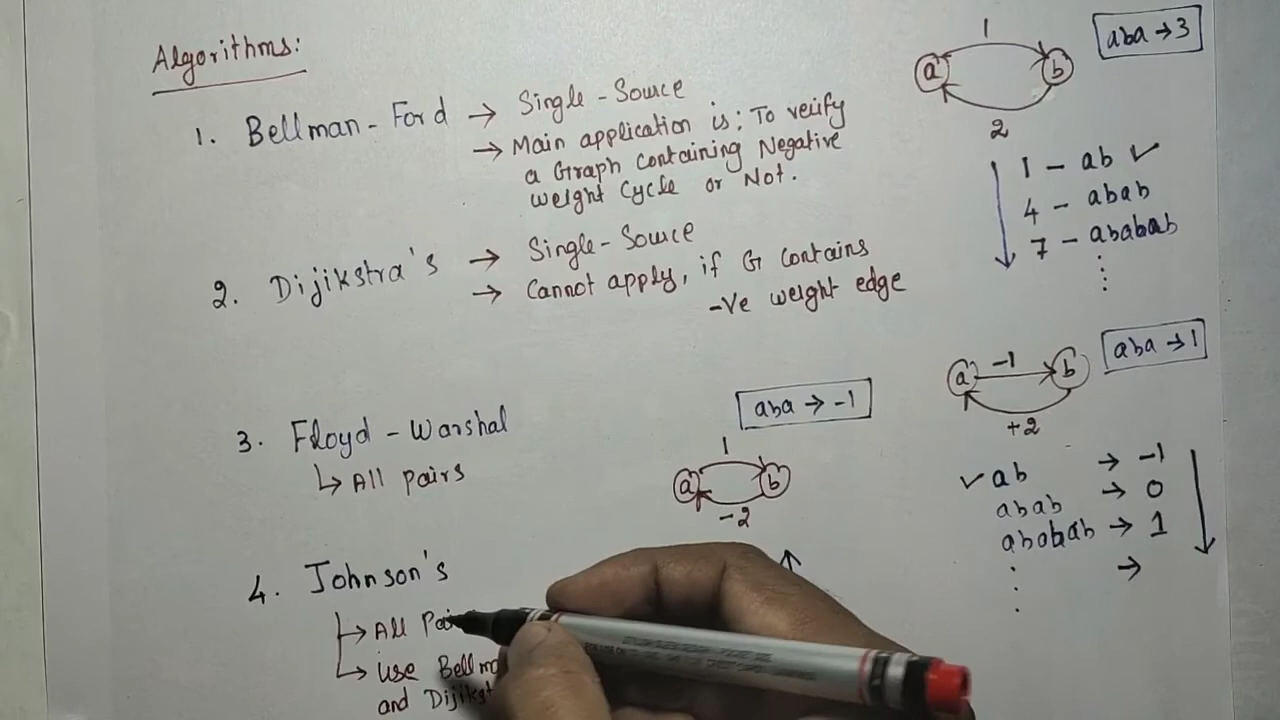 Algorithms:
1. Bellman-Ford → Single-Source
→ Main application is: To verify
a Graph containing Negative
weight cycle or Not.
2. Dijikstra's → Single-Source
→ Cannot apply, if G contains
-ve weight edge
3. Floyd-Warshal
↳ All pairs
4. Johnson's
→ All
→ Use
and
1
a b
2
aba → 3
1 - ab ✓
4 - abab
7 - ababab
aba → -1
1
a b
-2
aba → 1
-1
a b
+2
✓ ab → -1
abab → 0
ababab → 1
→